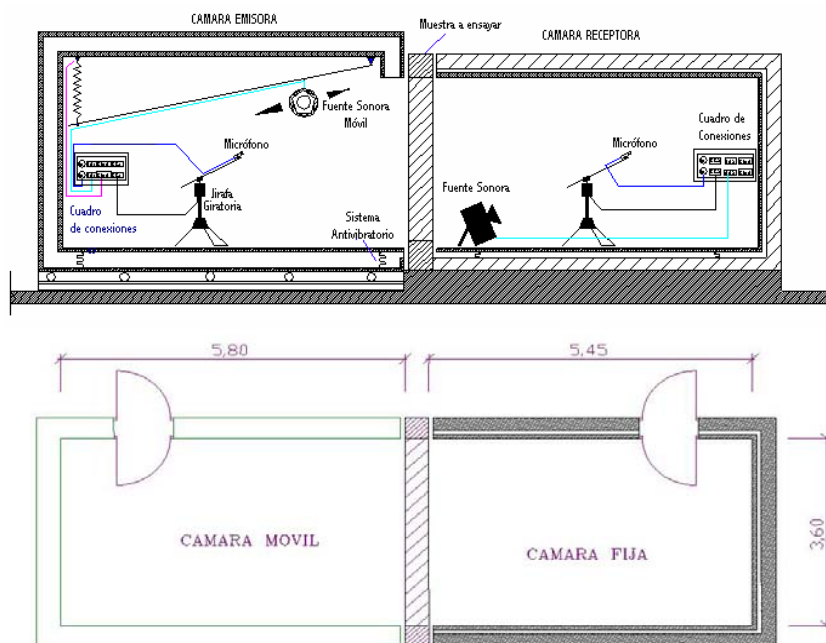 CAMARA EMISORA
Muestra a ensayar
CAMARA RECEPTORA
Fuente Sonora
Móvil
Micrófono
Jirafa
Giratoria
Cuadro
de conexiones
Sistema
Antivibratorio
Fuente Sonora
Micrófono
Cuadro de
Conexiones
5,80
5,45
CAMARA MOVIL
CAMARA FIJA
3,60